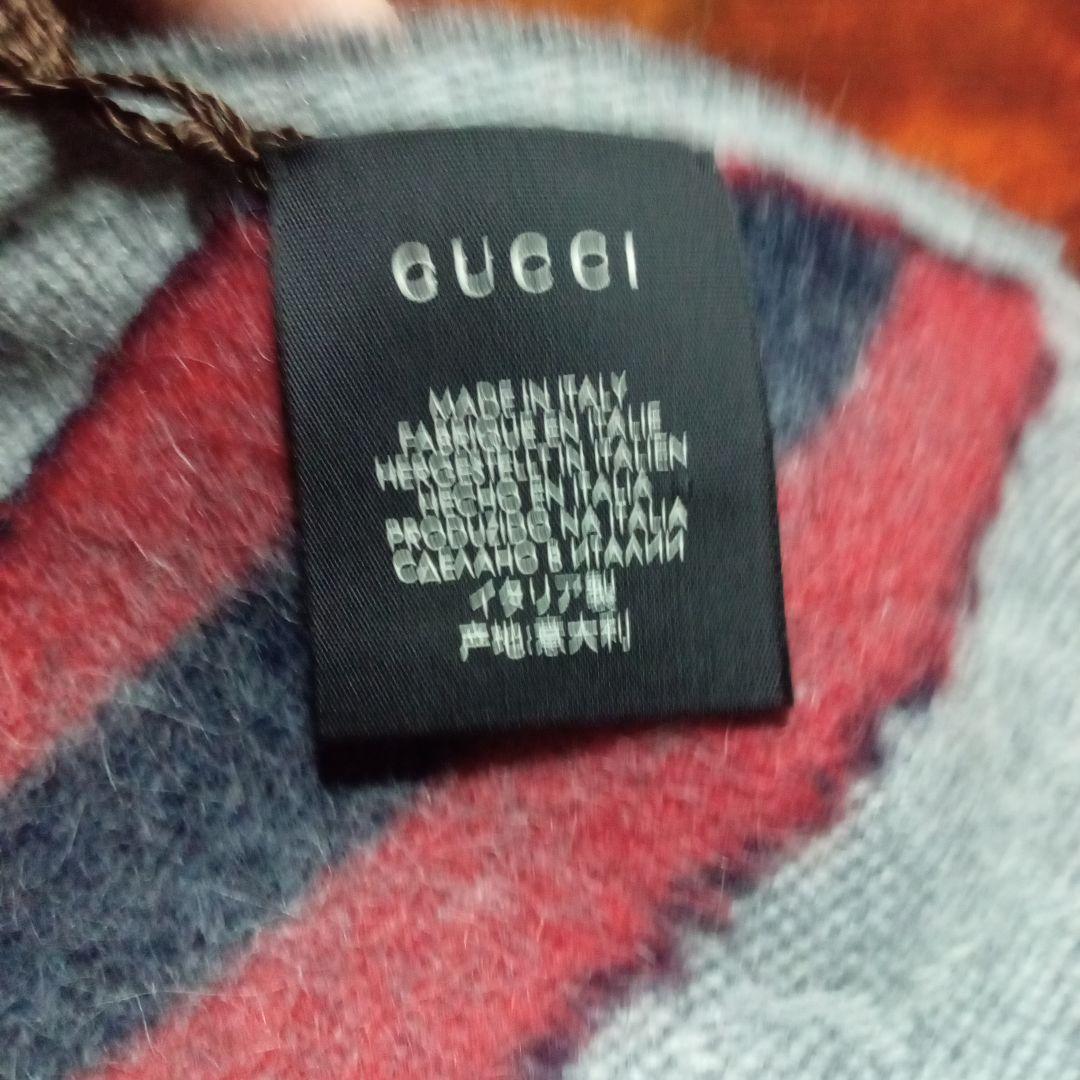 GUCCI
MADE IN ITALY
FABRIQUE EN ITALIE
HERGESTELLT IN ITALIEN
HECHO EN ITALIA
PRODUZIDO NA ITALIA
СДЕЛАНО В ИТАЛИИ
イタリア製
产地:意大利